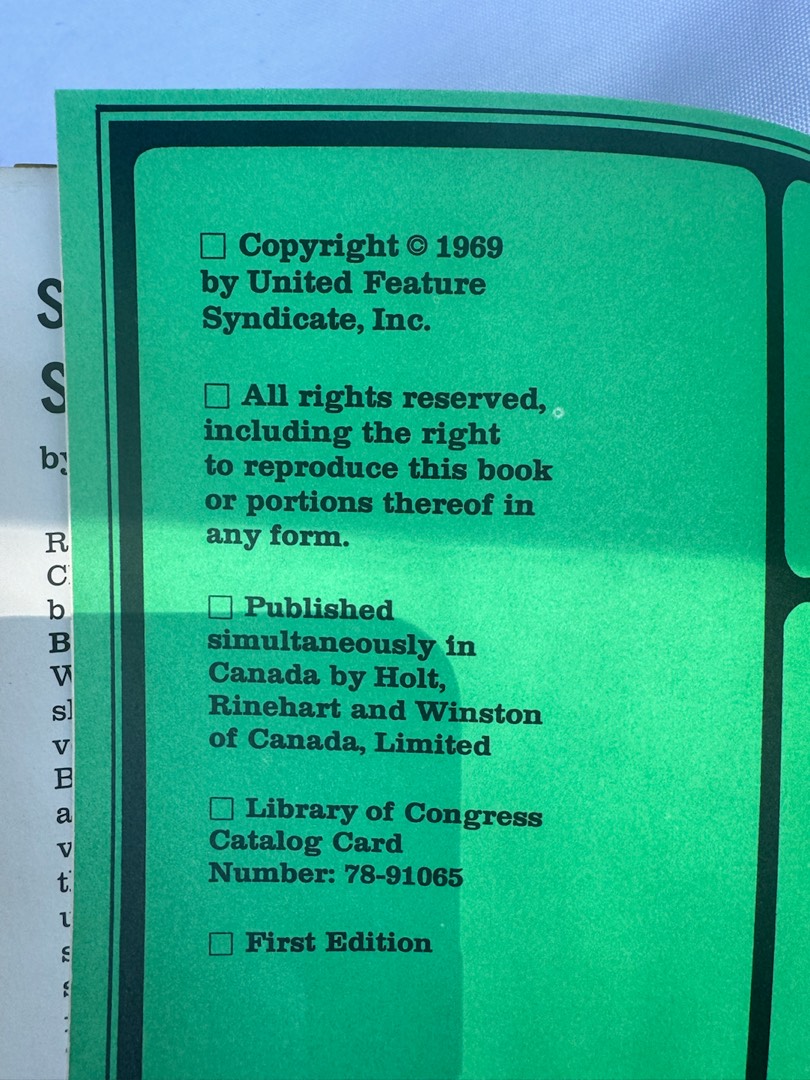 ☐ Copyright © 1969
by United Feature
Syndicate, Inc.
☐ All rights reserved,
including the right
to reproduce this book
or portions thereof in
any form.
☐ Published
simultaneously in
Canada by Holt,
Rinehart and Winston
of Canada, Limited
☐ Library of Congress
Catalog Card
Number: 78-91065
☐ First Edition